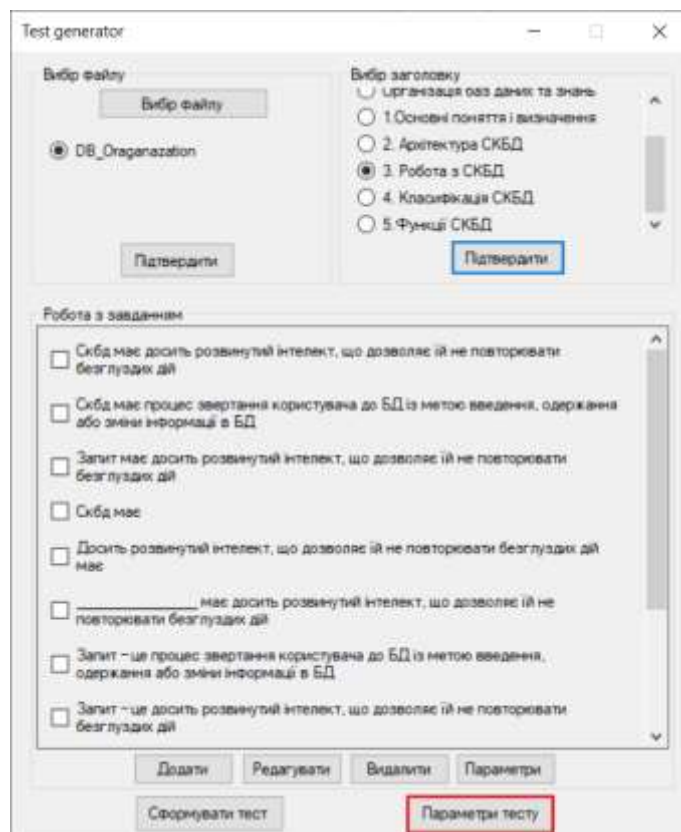 Test generator
Вибір файлу
Вибір файлу
DB_Oraganazation
Підтвердити
Вибір заголовку
Організація баз даних та знань
1.Основні поняття і визначення
2. Архітектура СКБД
3. Робота з СКБД
4. Класифікація СКБД
5.Функції СКБД
Підтвердити
Робота з завданням
Скбд має досить розвинутий інтелект, що дозволяє їй не повторювати
безглуздих дій
Скбд має процес звертання користувача до БД із метою введення, одержання
або зміни інформації в БД
Запит має досить розвинутий інтелект, що дозволяє їй не повторювати
безглуздих дій
Скбд має
Досить розвинутий інтелект, що дозволяє їй не повторювати безглуздих дій
має
_______________ має досить розвинутий інтелект, що дозволяє їй не
повторювати безглуздих дій
Запит – це процес звертання користувача до БД із метою введення,
одержання або зміни інформації в БД
Запит – це досить розвинутий інтелект, що дозволяє їй не повторювати
безглуздих дій
Додати Редагувати Видалити Параметри
Сформувати тест Параметри тесту